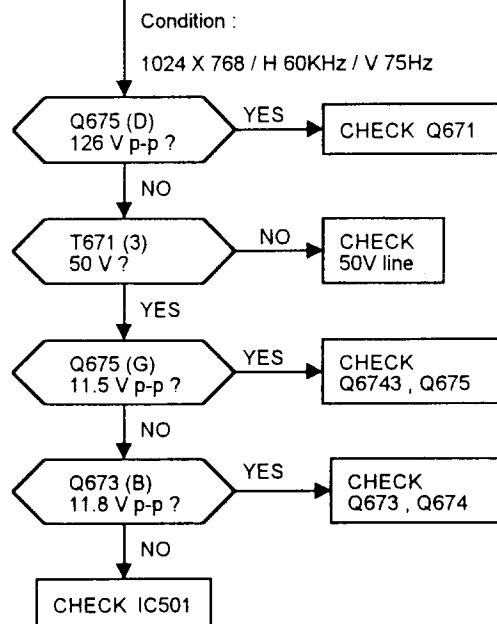 Condition :
1024 X 768 / H 60KHz / V 75Hz
Q675 (D)
126 V p-p ?
YES
CHECK Q671
NO
T671 (3)
50 V ?
NO
CHECK
50V line
YES
Q675 (G)
11.5 V p-p ?
YES
CHECK
Q6743 , Q675
NO
Q673 (B)
11.8 V p-p ?
YES
CHECK
Q673 , Q674
NO
CHECK IC501